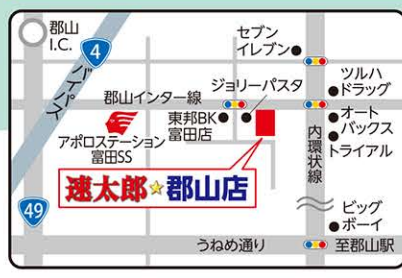 郡山
I.C.
4
バイパス
セブン
イレブン
ツルハ
ドラッグ
ジョリーパスタ
郡山インター線
アポロステーション
富田SS
東邦BK
富田店
オート
バックス
トライアル
内環状線
速太郎★郡山店
49
ビッグ
ボーイ
うねめ通り
至郡山駅